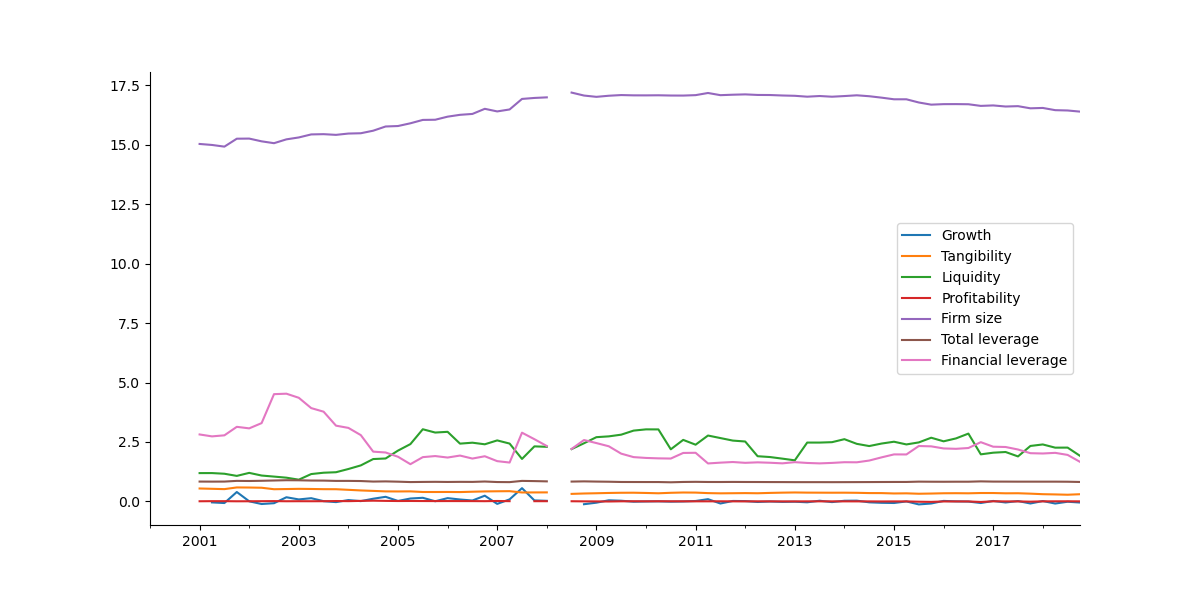 17.5
15.0
12.5
10.0
7.5
5.0
2.5
0.0
Growth
Tangibility
Liquidity
Profitability
Firm size
Total leverage
Financial leverage
2001 2003 2005 2007 2009 2011 2013 2015 2017